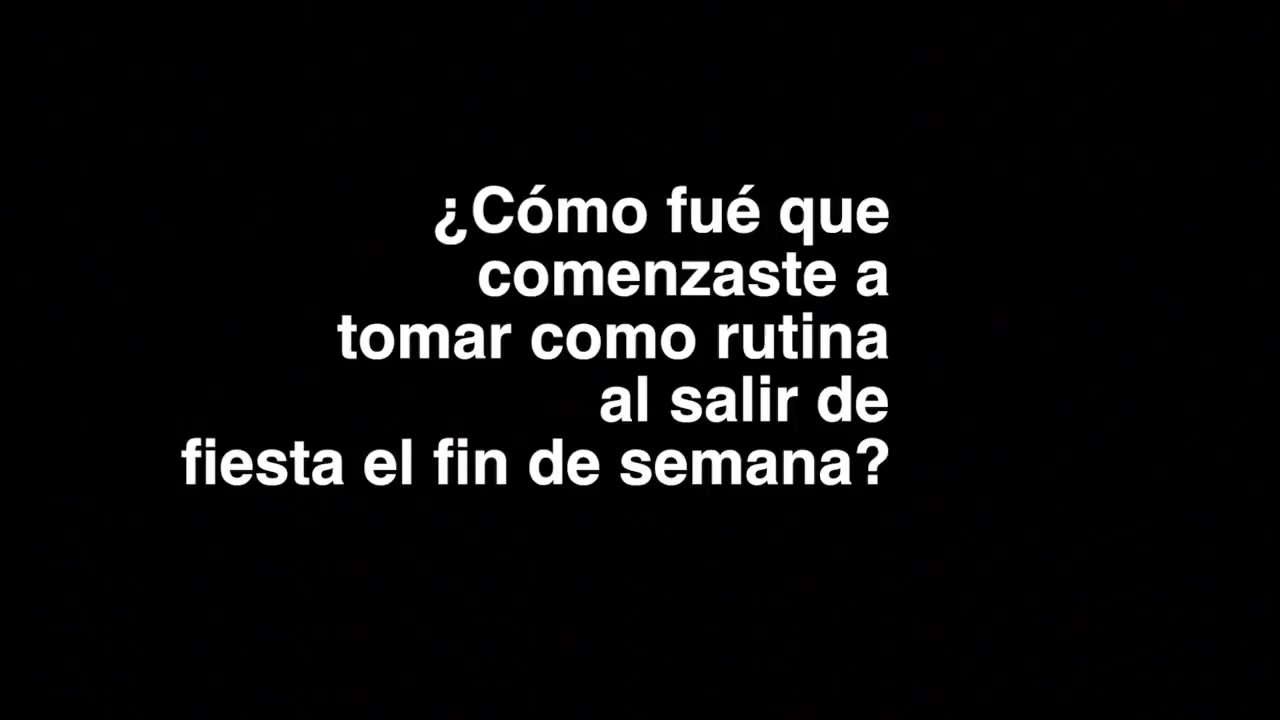 ¿Cómo fué que
comenzaste a
tomar como rutina
al salir de
fiesta el fin de semana?